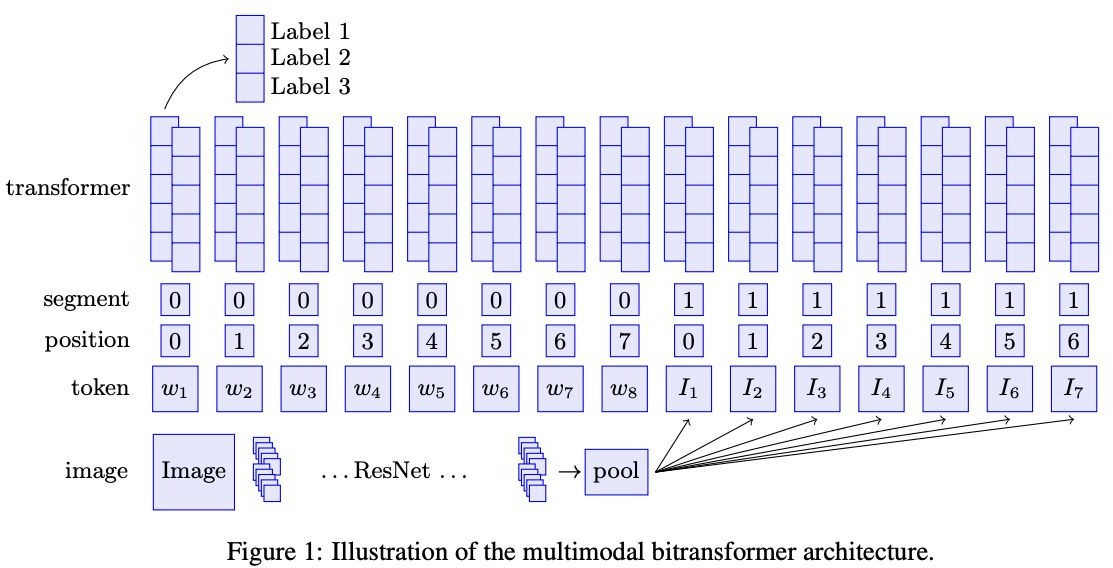 Label 1
Label 2
Label 3
transformer
segment 0 0 0 0 0 0 0 0 1 1 1 1 1 1 1
position 0 1 2 3 4 5 6 7 0 1 2 3 4 5 6
token w₁ w₂ w₃ w₄ w₅ w₆ w₇ w₈ I₁ I₂ I₃ I₄ I₅ I₆ I₇
image Image ...ResNet ... → pool
Figure 1: Illustration of the multimodal bitransformer architecture.